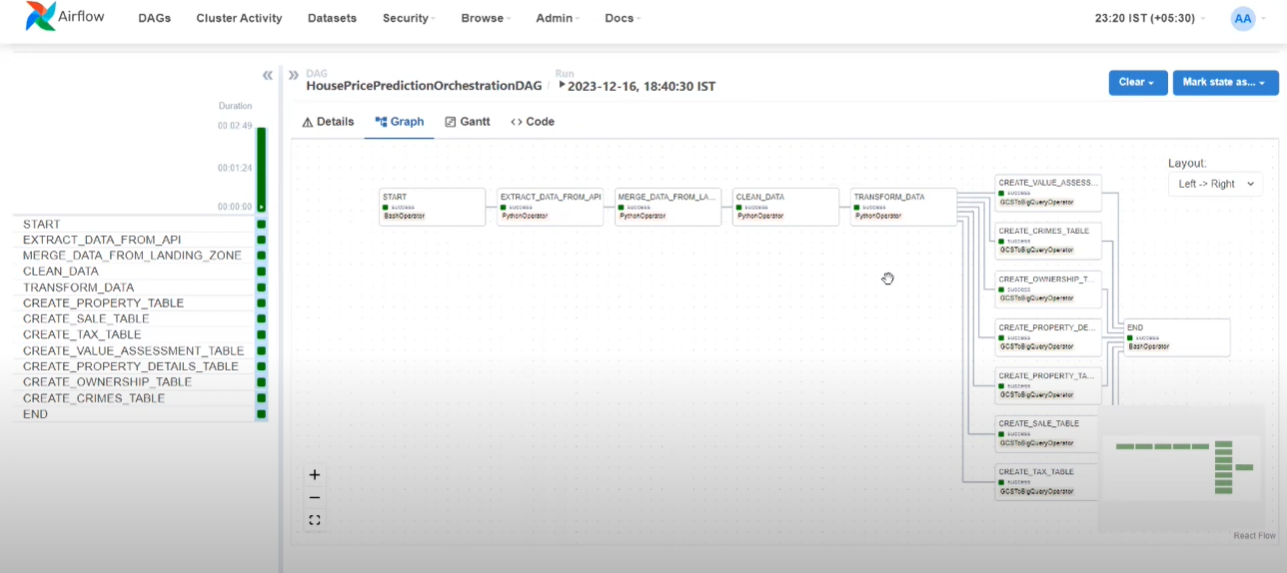 Airflow DAGs Cluster Activity Datasets Security Browse Admin Docs 23:20 IST (+05:30) AA
DAG
HousePricePredictionOrchestrationDAG / Run
2023-12-16, 18:40:30 IST
Clear
Mark state as...
Details Graph Gantt <> Code
Duration
00:02:49
00:01:24
00:00:00
START
EXTRACT_DATA_FROM_API
MERGE_DATA_FROM_LANDING_ZONE
CLEAN_DATA
TRANSFORM_DATA
CREATE_PROPERTY_TABLE
CREATE_SALE_TABLE
CREATE_TAX_TABLE
CREATE_VALUE_ASSESSMENT_TABLE
CREATE_PROPERTY_DETAILS_TABLE
CREATE_OWNERSHIP_TABLE
CREATE_CRIMES_TABLE
END
Layout:
Left -> Right
START
success
BashOperator
EXTRACT_DATA_FROM_API
success
PythonOperator
MERGE_DATA_FROM_LA...
success
PythonOperator
CLEAN_DATA
success
PythonOperator
TRANSFORM_DATA
success
PythonOperator
CREATE_VALUE_ASSESS...
success
GCSToBigQueryOperator
CREATE_CRIMES_TABLE
success
GCSToBigQueryOperator
CREATE_OWNERSHIP_T...
success
GCSToBigQueryOperator
CREATE_PROPERTY_DE...
success
GCSToBigQueryOperator
CREATE_PROPERTY_TA...
success
GCSToBigQueryOperator
CREATE_SALE_TABLE
success
GCSToBigQueryOperator
CREATE_TAX_TABLE
success
GCSToBigQueryOperator
END
success
BashOperator
React Flow